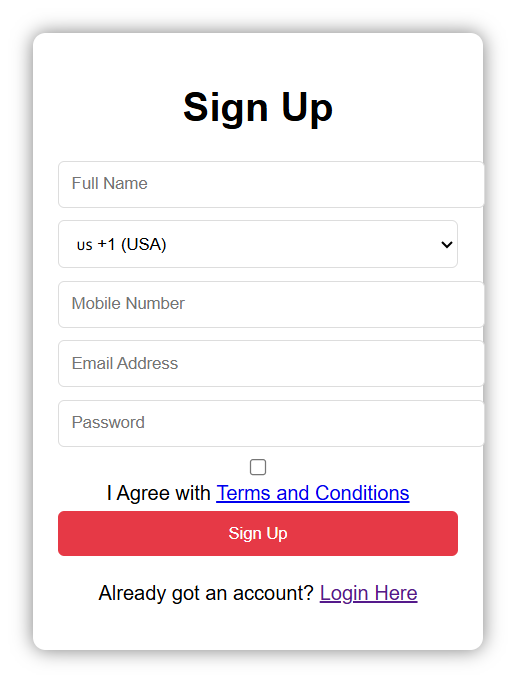 Sign Up
Full Name
us +1 (USA)
Mobile Number
Email Address
Password
I Agree with Terms and Conditions
Sign Up
Already got an account? Login Here